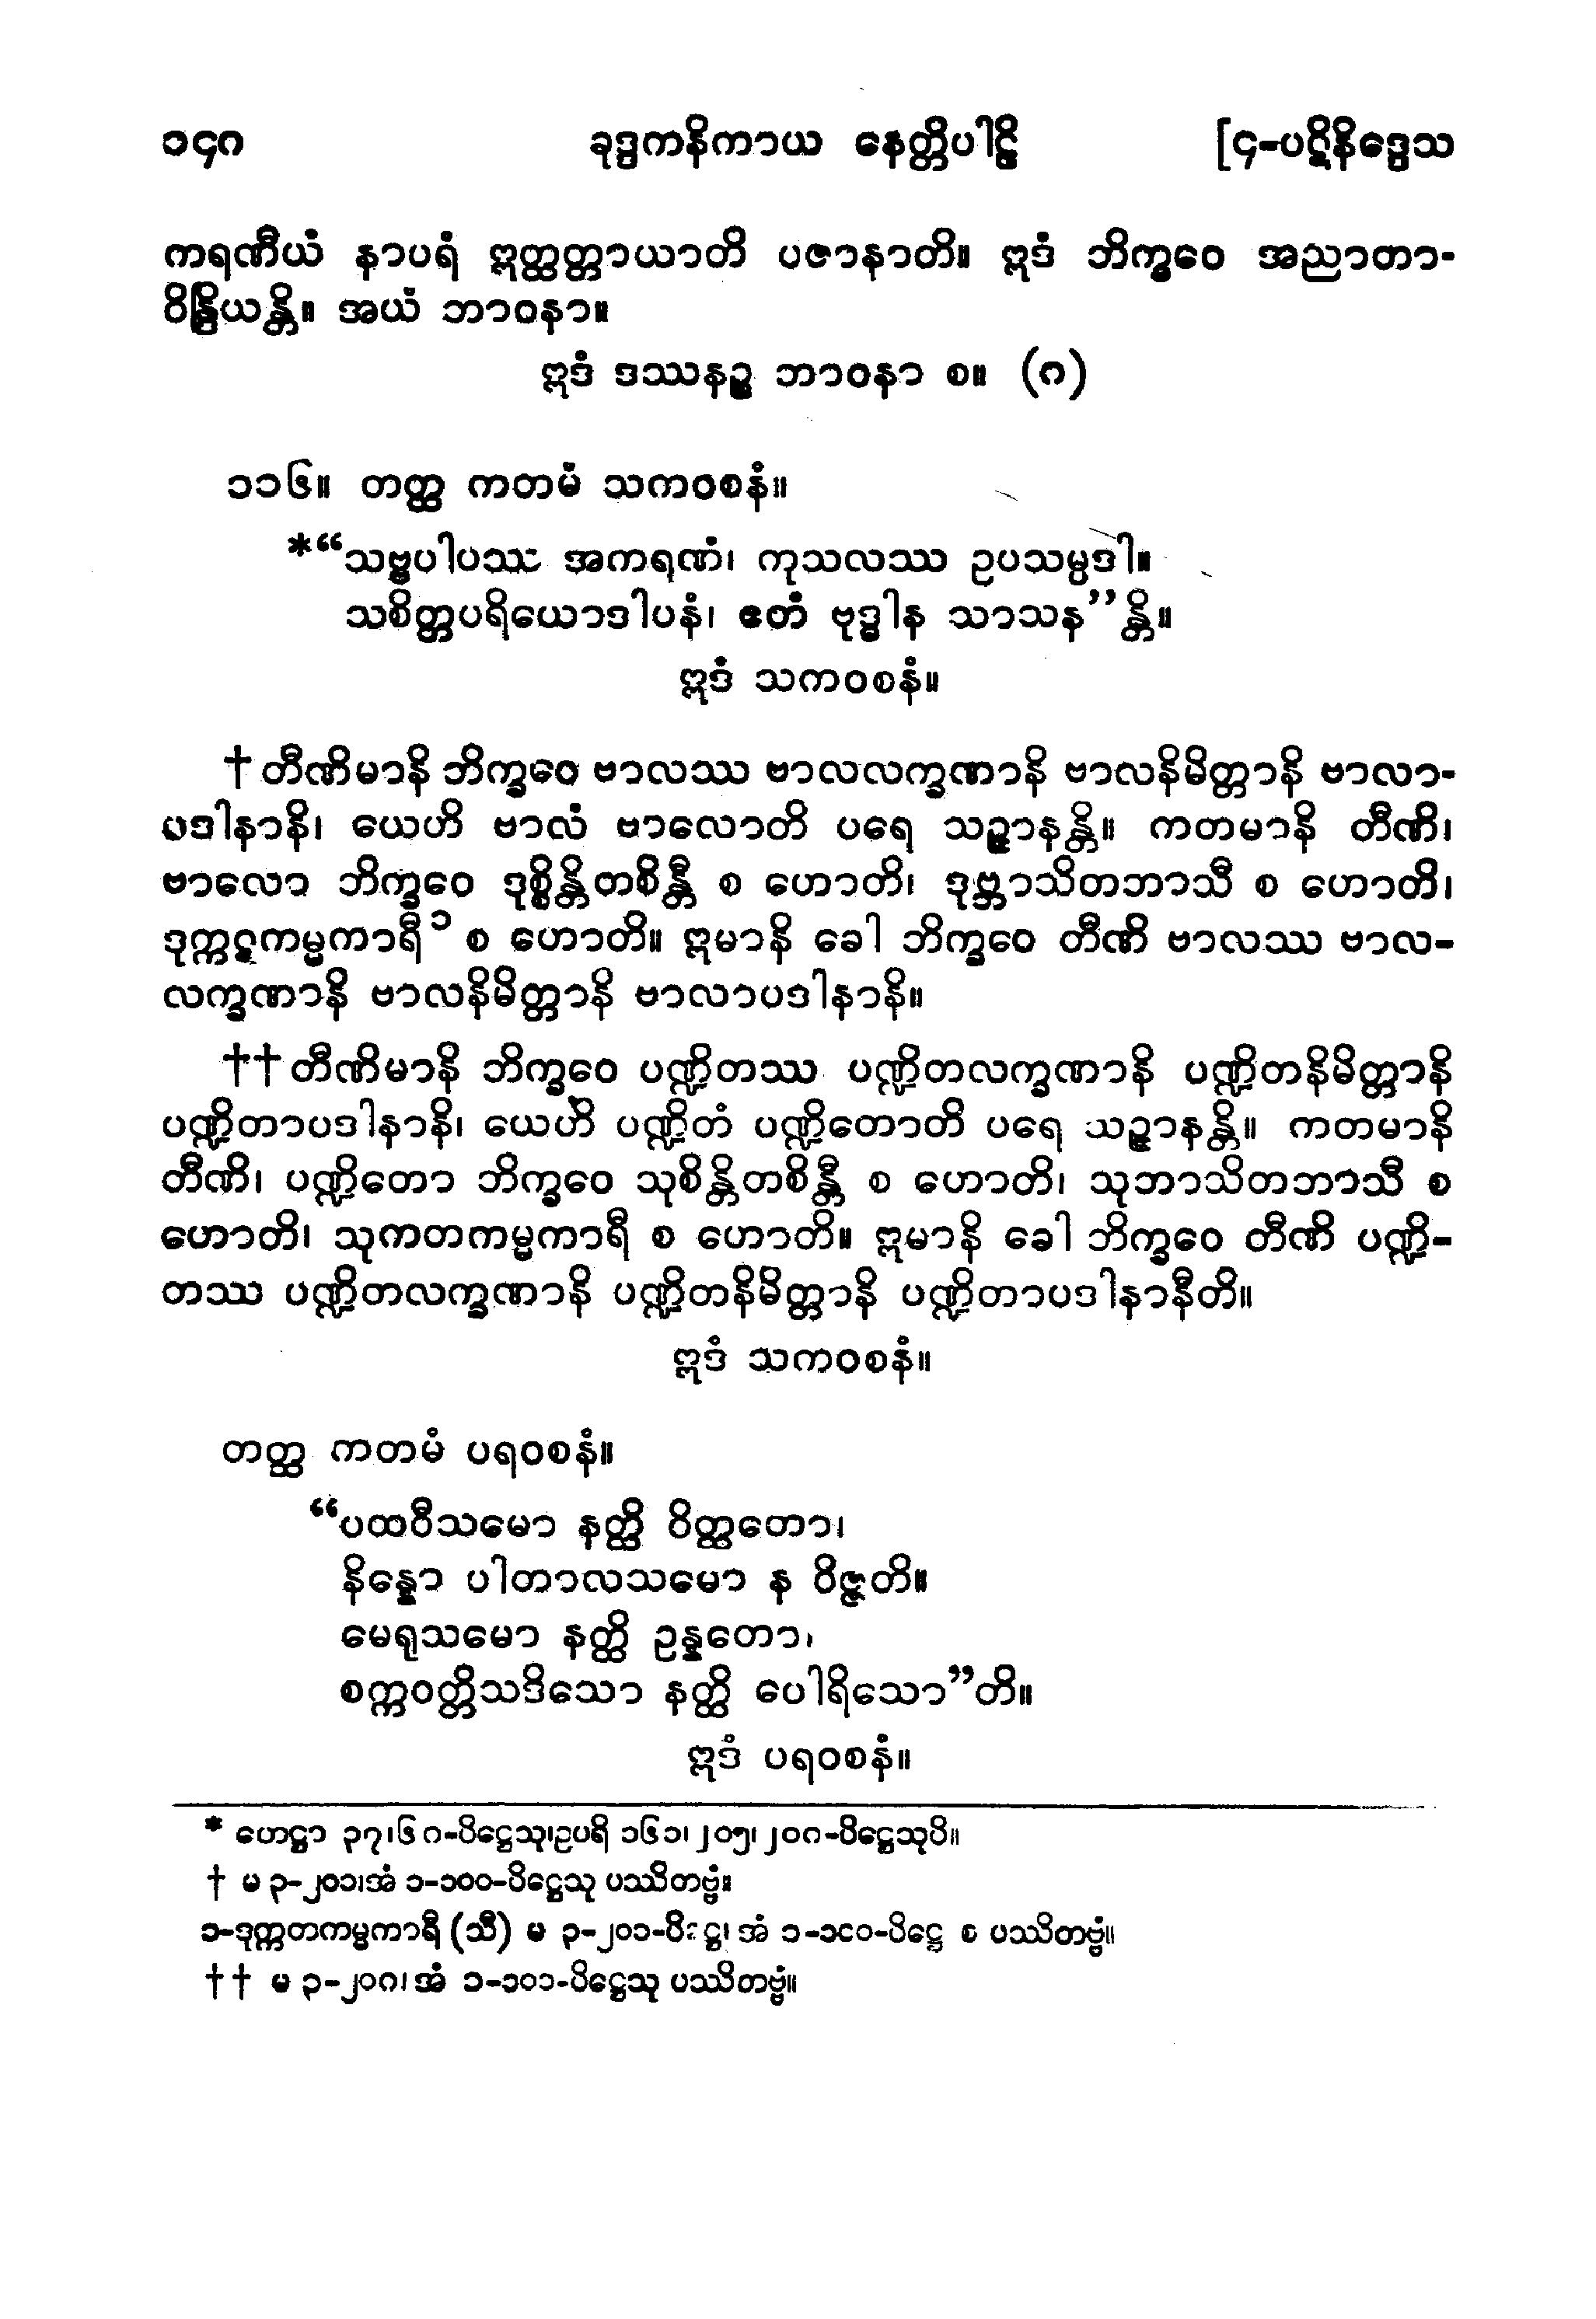 ၁၄ဂ ခုဒ္ဒကနိကာယ နေတ္တိပါဠိ [၄-ပဋိနိဒ္ဒေသ
ကရဏီယံ နာပရံ ဣတ္ထတ္တာယာတိ ပဇာနာတိ။ ဣဒံ ဘိက္ခဝေ အညာတာ-
ဝိန္ဒြိယန္တိ။ အယံ ဘာဝနာ။
ဣဒံ ဒဿနဉ္စ ဘာဝနာ စ။ (ဂ)
၁၁၆။ တတ္ထ ကတမံ သကဝစနံ။
*“သဗ္ဗပါပဿ အကရဏံ၊ ကုသလဿ ဥပသမ္ပဒါ။
သစိတ္တပရိယောဒါပနံ၊ ဧတံ ဗုဒ္ဓါန သာသန”န္တိ။
ဣဒံ သကဝစနံ။
† တီဏိမာနိ ဘိက္ခဝေ ဗာလဿ ဗာလလက္ခဏာနိ ဗာလနိမိတ္တာနိ ဗာလာ-
ပဒါနာနိ၊ ယေဟိ ဗာလံ ဗာလောတိ ပရေ သဉ္ဇာနန္တိ။ ကတမာနိ တီဏိ၊
ဗာလော ဘိက္ခဝေ ဒုစ္စိန္တိတစိန္တီ စ ဟောတိ၊ ဒုဗ္ဘာသိတဘာသီ စ ဟောတိ၊
ဒုက္ကဋကမ္မကာရီ ၁ စ ဟောတိ။ ဣမာနိ ခေါ ဘိက္ခဝေ တီဏိ ဗာလဿ ဗာလ-
လက္ခဏာနိ ဗာလနိမိတ္တာနိ ဗာလာပဒါနာနိ။
†† တီဏိမာနိ ဘိက္ခဝေ ပဏ္ဍိတဿ ပဏ္ဍိတလက္ခဏာနိ ပဏ္ဍိတနိမိတ္တာနိ
ပဏ္ဍိတာပဒါနာနိ၊ ယေဟိ ပဏ္ဍိတံ ပဏ္ဍိတောတိ ပရေ သဉ္ဇာနန္တိ။ ကတမာနိ
တီဏိ၊ ပဏ္ဍိတော ဘိက္ခဝေ သုစိန္တိတစိန္တီ စ ဟောတိ၊ သုဘာသိတဘာသီ စ
ဟောတိ၊ သုကတကမ္မကာရီ စ ဟောတိ။ ဣမာနိ ခေါ ဘိက္ခဝေ တီဏိ ပဏ္ဍိ-
တဿ ပဏ္ဍိတလက္ခဏာနိ ပဏ္ဍိတနိမိတ္တာနိ ပဏ္ဍိတာပဒါနာနီတိ။
ဣဒံ သကဝစနံ။
တတ္ထ ကတမံ ပရဝစနံ။
“ပထဝီသမော နတ္ထိ ဝိတ္ထတော၊
နိန္နော ပါတာလသမော န ဝိဇ္ဇတိ။
မေရုသမော နတ္ထိ ဥန္နတော၊
စက္ကဝတ္တိသဒိသော နတ္ထိ ပေါရိသော”တိ။
ဣဒံ ပရဝစနံ။
* ဟေဋ္ဌာ ၃၇၊၆ဂ-ပိဋ္ဌေသု၊ဥပရိ ၁၆၁၊၂၀၅၊၂၀ဂ-ပိဋ္ဌေသုပိ။
† မ ၃-၂၀၁၊အံ ၁-၁၀၀-ပိဋ္ဌေသု ပဿိတဗ္ဗံ။
၁-ဒုက္ကတကမ္မကာရီ (သီ) မ ၃-၂၀၁-ပိဋ္ဌေ၊ အံ ၁-၁၀၀-ပိဋ္ဌေ စ ပဿိတဗ္ဗံ။
†† မ ၃-၂၀ဂ၊ အံ ၁-၁၀၁-ပိဋ္ဌေသု ပဿိတဗ္ဗံ။